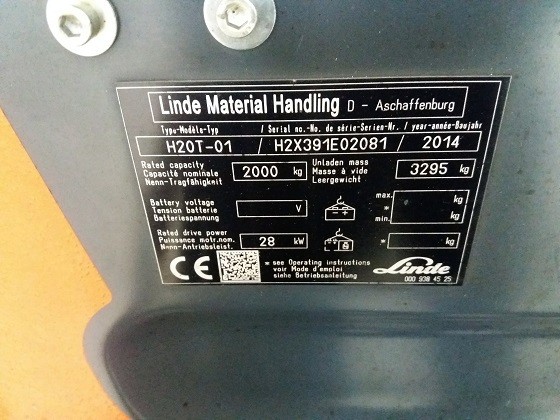 Linde Material Handling D - Aschaffenburg
Type-Modèle-Typ / Serial no.-No. de série-Serien-Nr. / year-année-Baujahr
H20T-01 / H2X391E02081 / 2014
Rated capacity
Capacité nominale 2000 kg
Nenn-Tragfähigkeit
Unladen mass
Masse à vide 3295 kg
Leergewicht
Battery voltage
Tension batterie V
Batteriespannung
max. kg
*
min. kg
Rated drive power
Puissance motr.nom. 28 kW
Nenn-Antriebsleist.
* kg
CE
* see Operating instructions
voir Mode d'emploi
siehe Betriebsanleitung
Linde
000 938 45 25